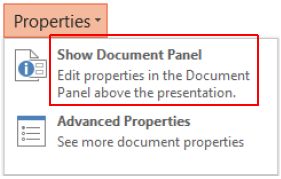 Properties
Show Document Panel
Edit properties in the Document
Panel above the presentation.
Advanced Properties
See more document properties